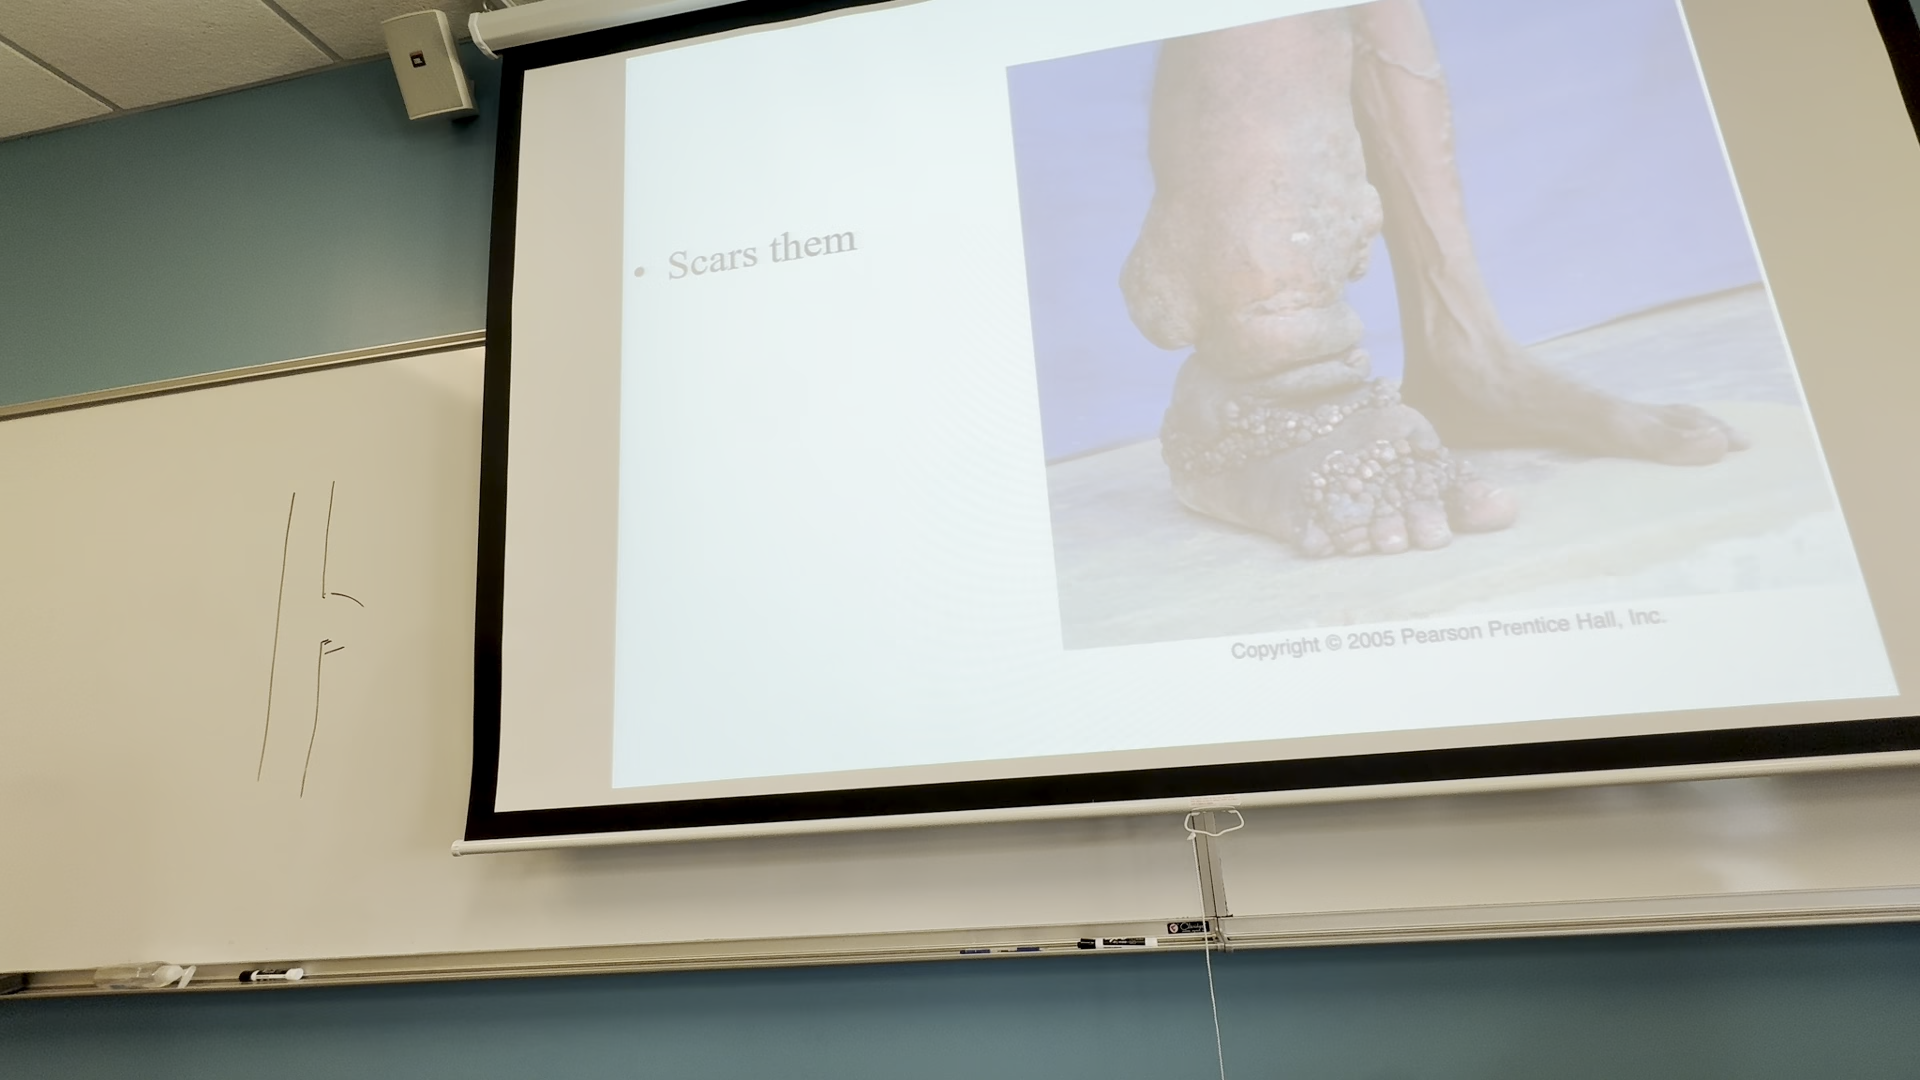 • Scars them
Copyright © 2005 Pearson Prentice Hall, Inc.